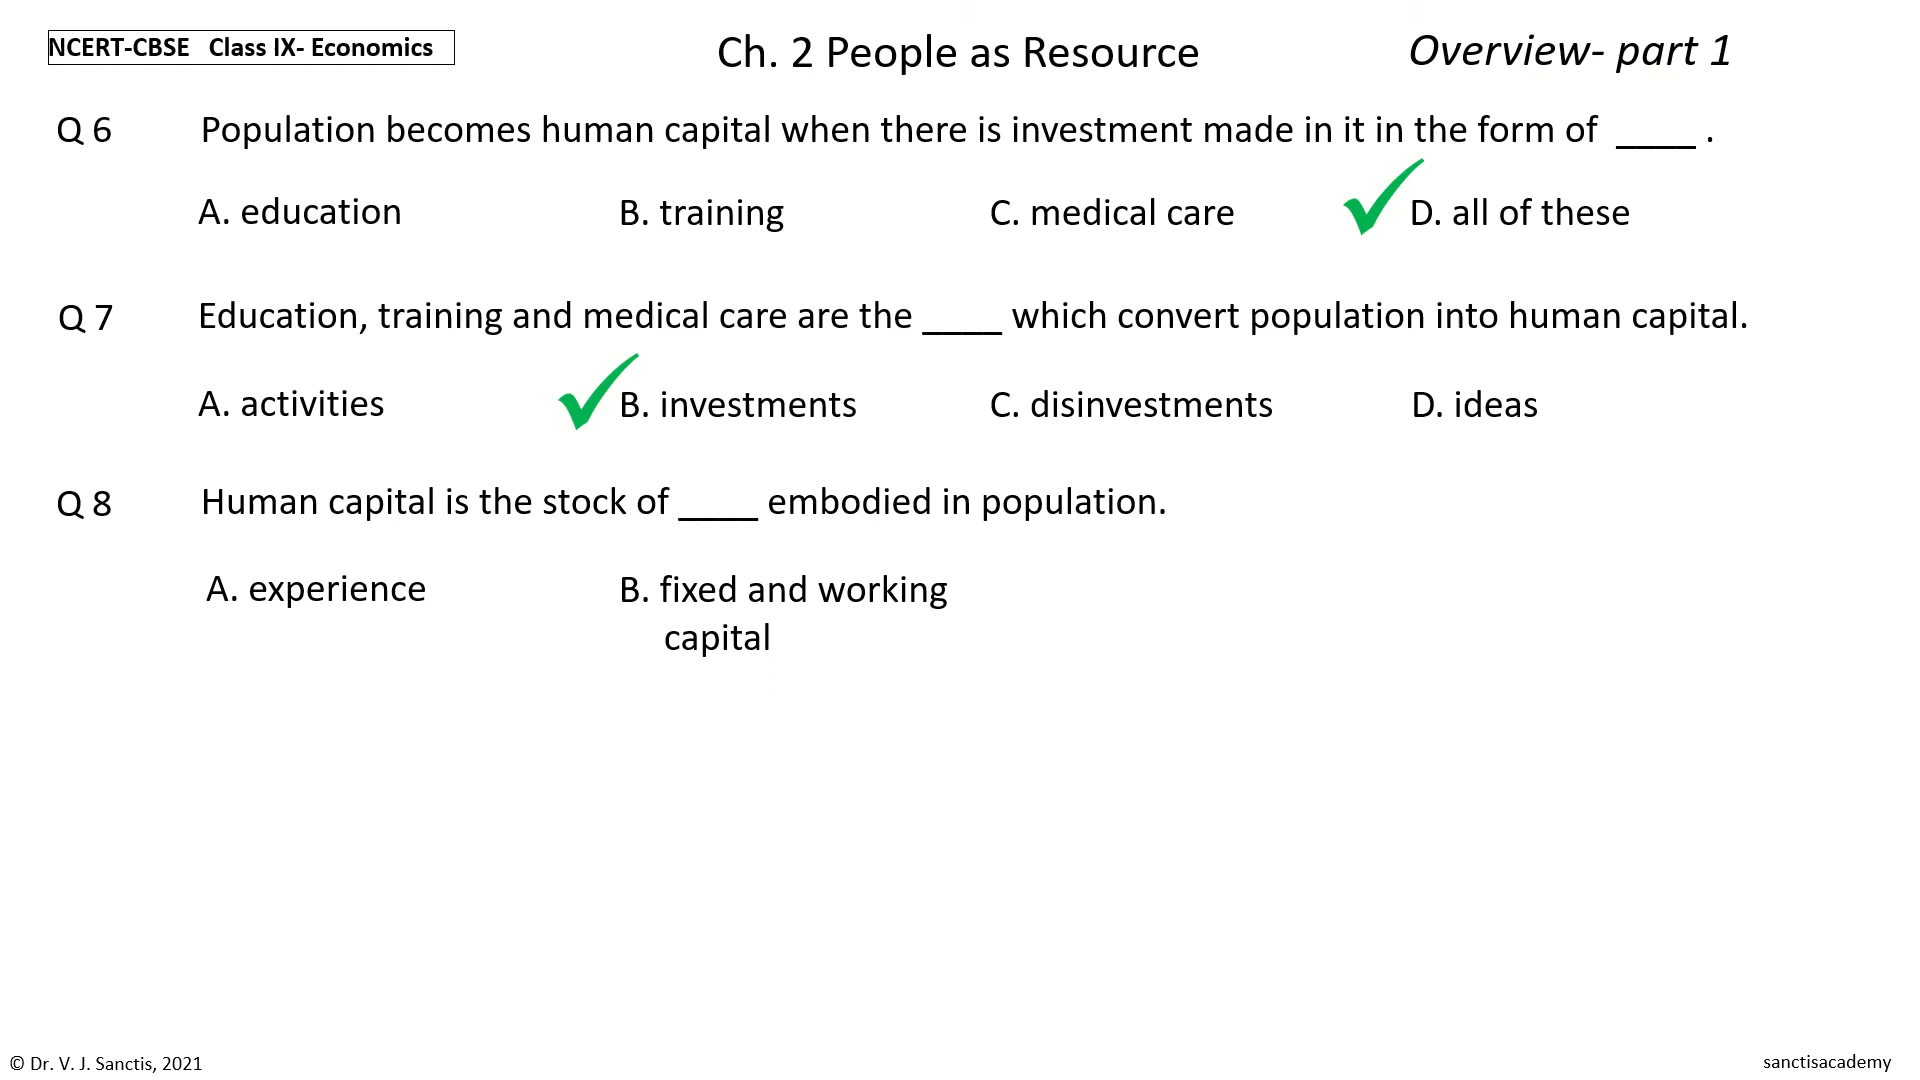 NCERT-CBSE Class IX- Economics
Ch. 2 People as Resource
Overview- part 1
Q 6 Population becomes human capital when there is investment made in it in the form of ____ .
A. education B. training C. medical care D. all of these
Q 7 Education, training and medical care are the ____ which convert population into human capital.
A. activities B. investments C. disinvestments D. ideas
Q 8 Human capital is the stock of ____ embodied in population.
A. experience B. fixed and working
capital
© Dr. V. J. Sanctis, 2021
sanctisacademy